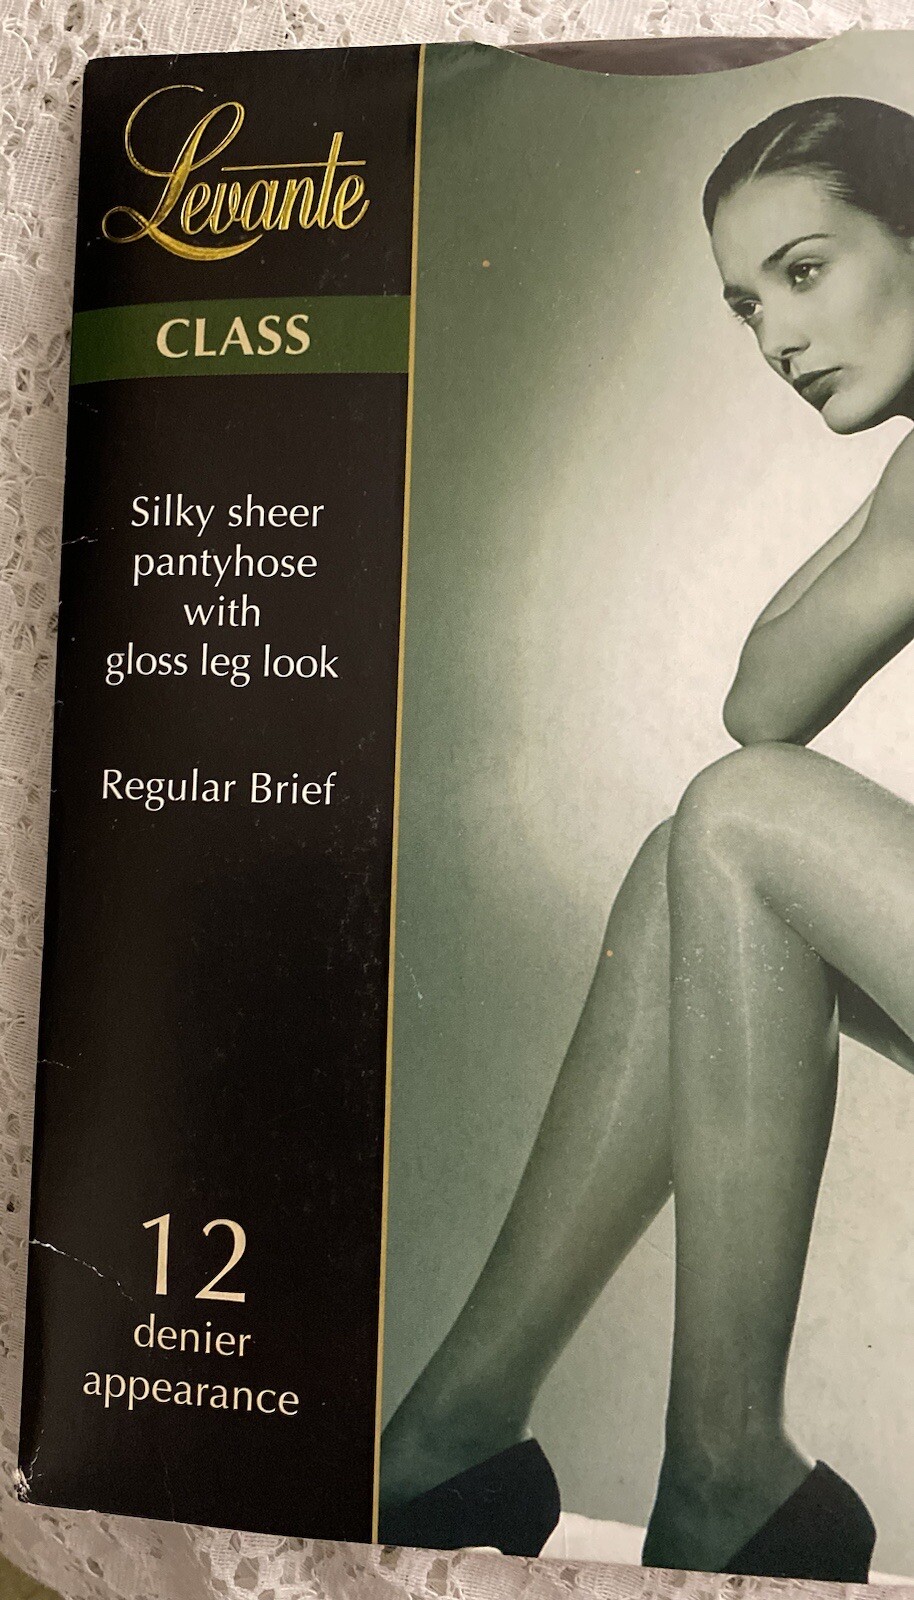 Levante
CLASS
Silky sheer
pantyhose
with
gloss leg look
Regular Brief
12
denier
appearance